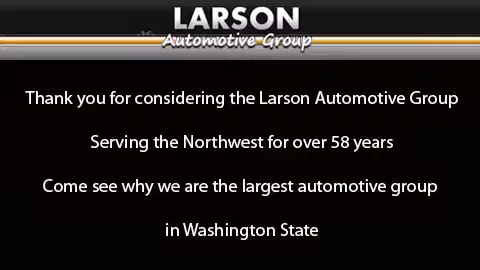 LARSON
Automotive Group
Thank you for considering the Larson Automotive Group
Serving the Northwest for over 58 years
Come see why we are the largest automotive group
in Washington State